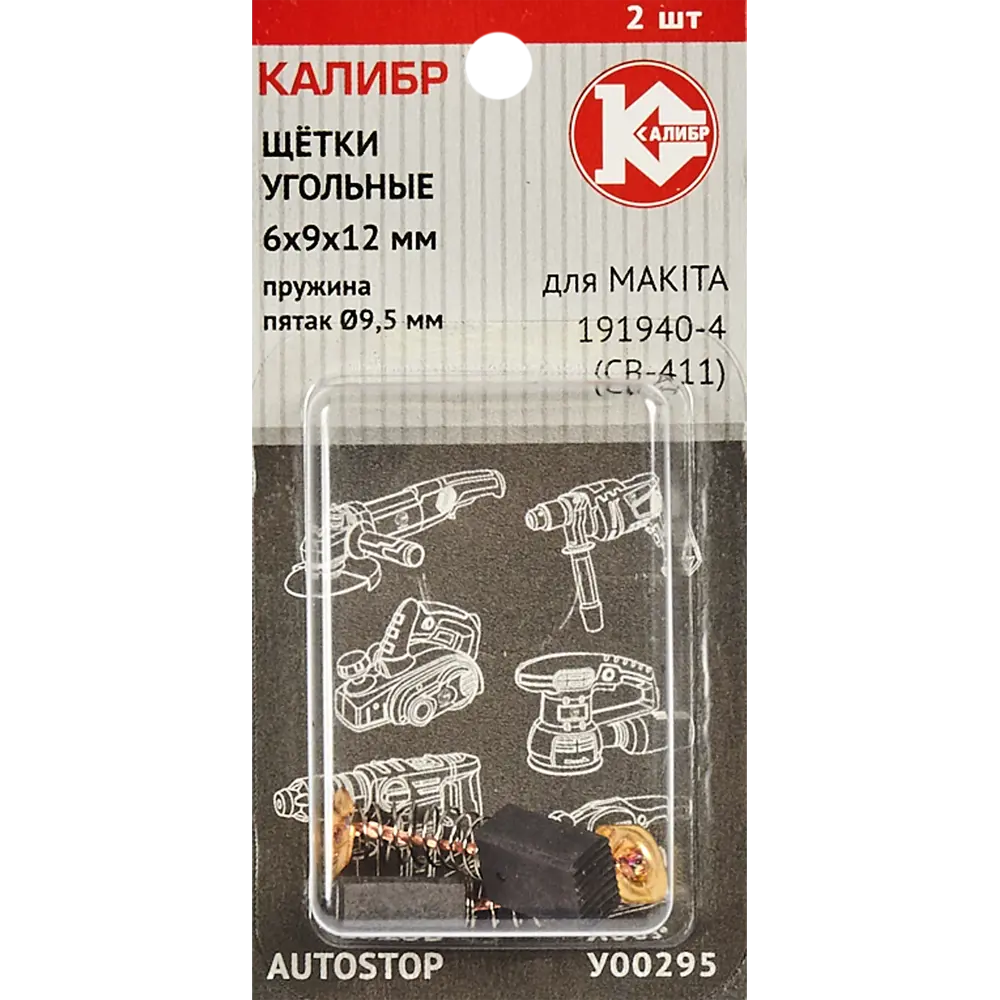 2 шт
КАЛИБР
КАЛИБР
ЩЁТКИ
УГОЛЬНЫЕ
6х9х12 мм
пружина
пятак Ø9,5 мм
для MAKITA
191940-4
(CB-411)
AUTOSTOP
У00295